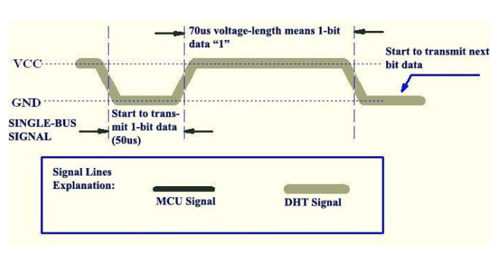 70us voltage-length means 1-bit
data “1”
Start to transmit next
bit data
VCC
GND
SINGLE-BUS
SIGNAL
Start to trans-
mit 1-bit data
(50us)
Signal Lines
Explanation:
MCU Signal
DHT Signal